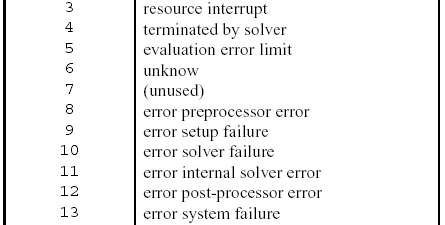 3 resource interrupt
4 terminated by solver
5 evaluation error limit
6 unknow
7 (unused)
8 error preprocessor error
9 error setup failure
10 error solver failure
11 error internal solver error
12 error post-processor error
13 error system failure